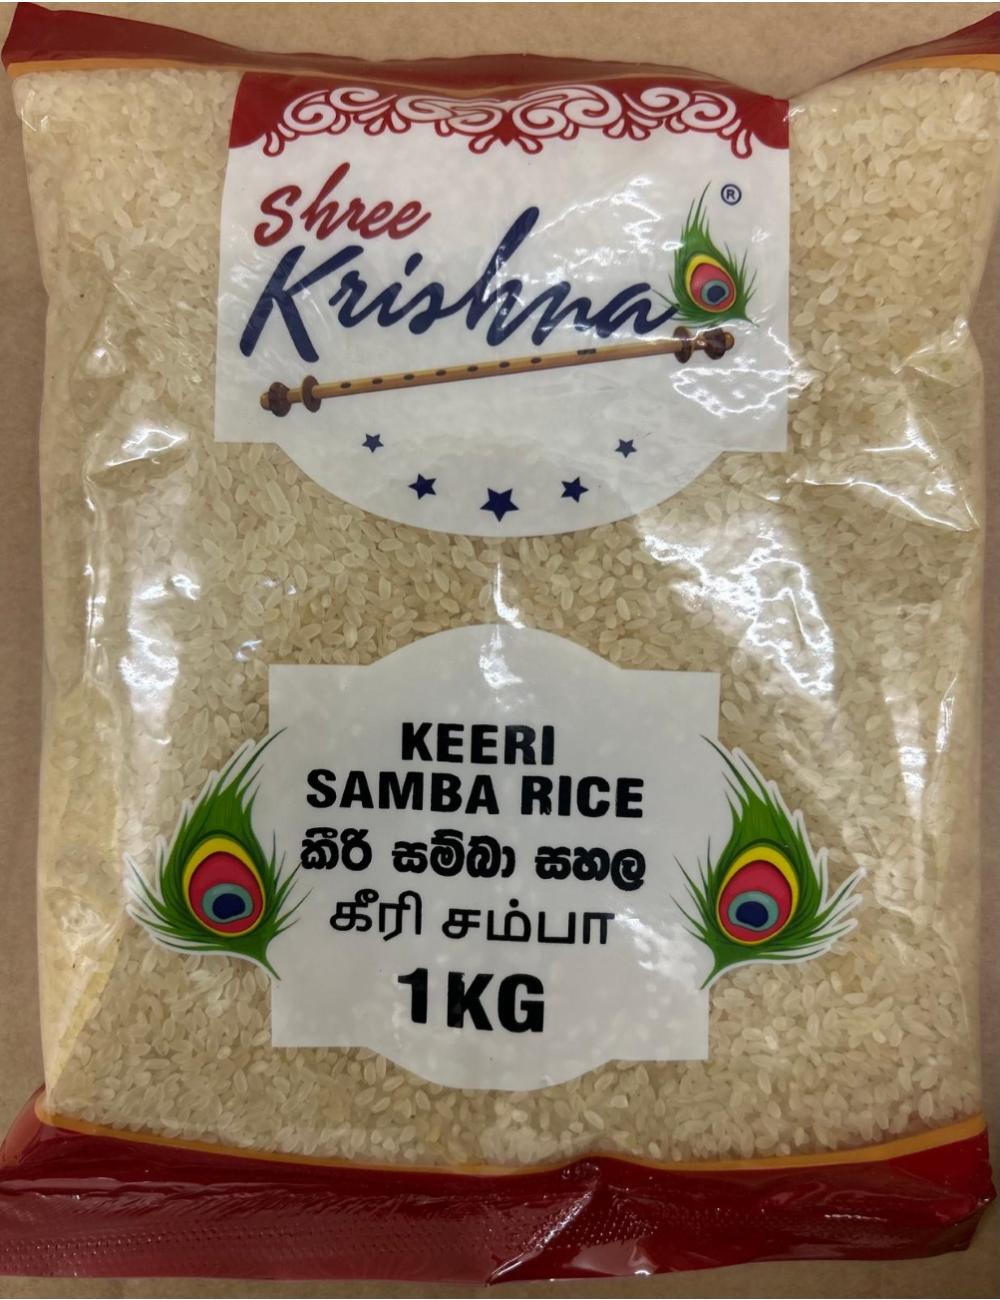 Shree
Krishna ®
KEERI
SAMBA RICE
කීරි සම්බා සහල
கீரி சம்பா
1KG